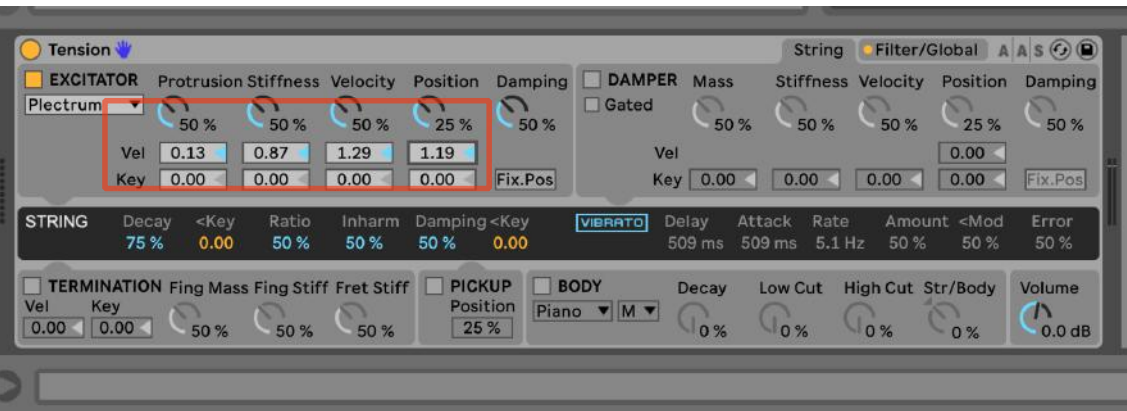 Tension String Filter/Global A A S
EXCITATOR Protrusion Stiffness Velocity Position Damping
Plectrum 50 % 50 % 50 % 25 % 50 %
Vel 0.13 0.87 1.29 1.19
Key 0.00 0.00 0.00 0.00 Fix.Pos
DAMPER Mass Stiffness Velocity Position Damping
Gated 50 % 50 % 50 % 25 % 50 %
Vel 0.00
Key 0.00 0.00 0.00 0.00 Fix.Pos
STRING Decay <Key Ratio Inharm Damping <Key VIBRATO Delay Attack Rate Amount <Mod Error
75 % 0.00 50 % 50 % 50 % 0.00 509 ms 509 ms 5.1 Hz 50 % 50 % 50 %
TERMINATION Fing Mass Fing Stiff Fret Stiff
Vel Key
0.00 0.00 50 % 50 % 50 %
PICKUP
Position
25 %
BODY Decay Low Cut High Cut Str/Body Volume
Piano M 0 % 0 % 0 % 0 % 0.0 dB